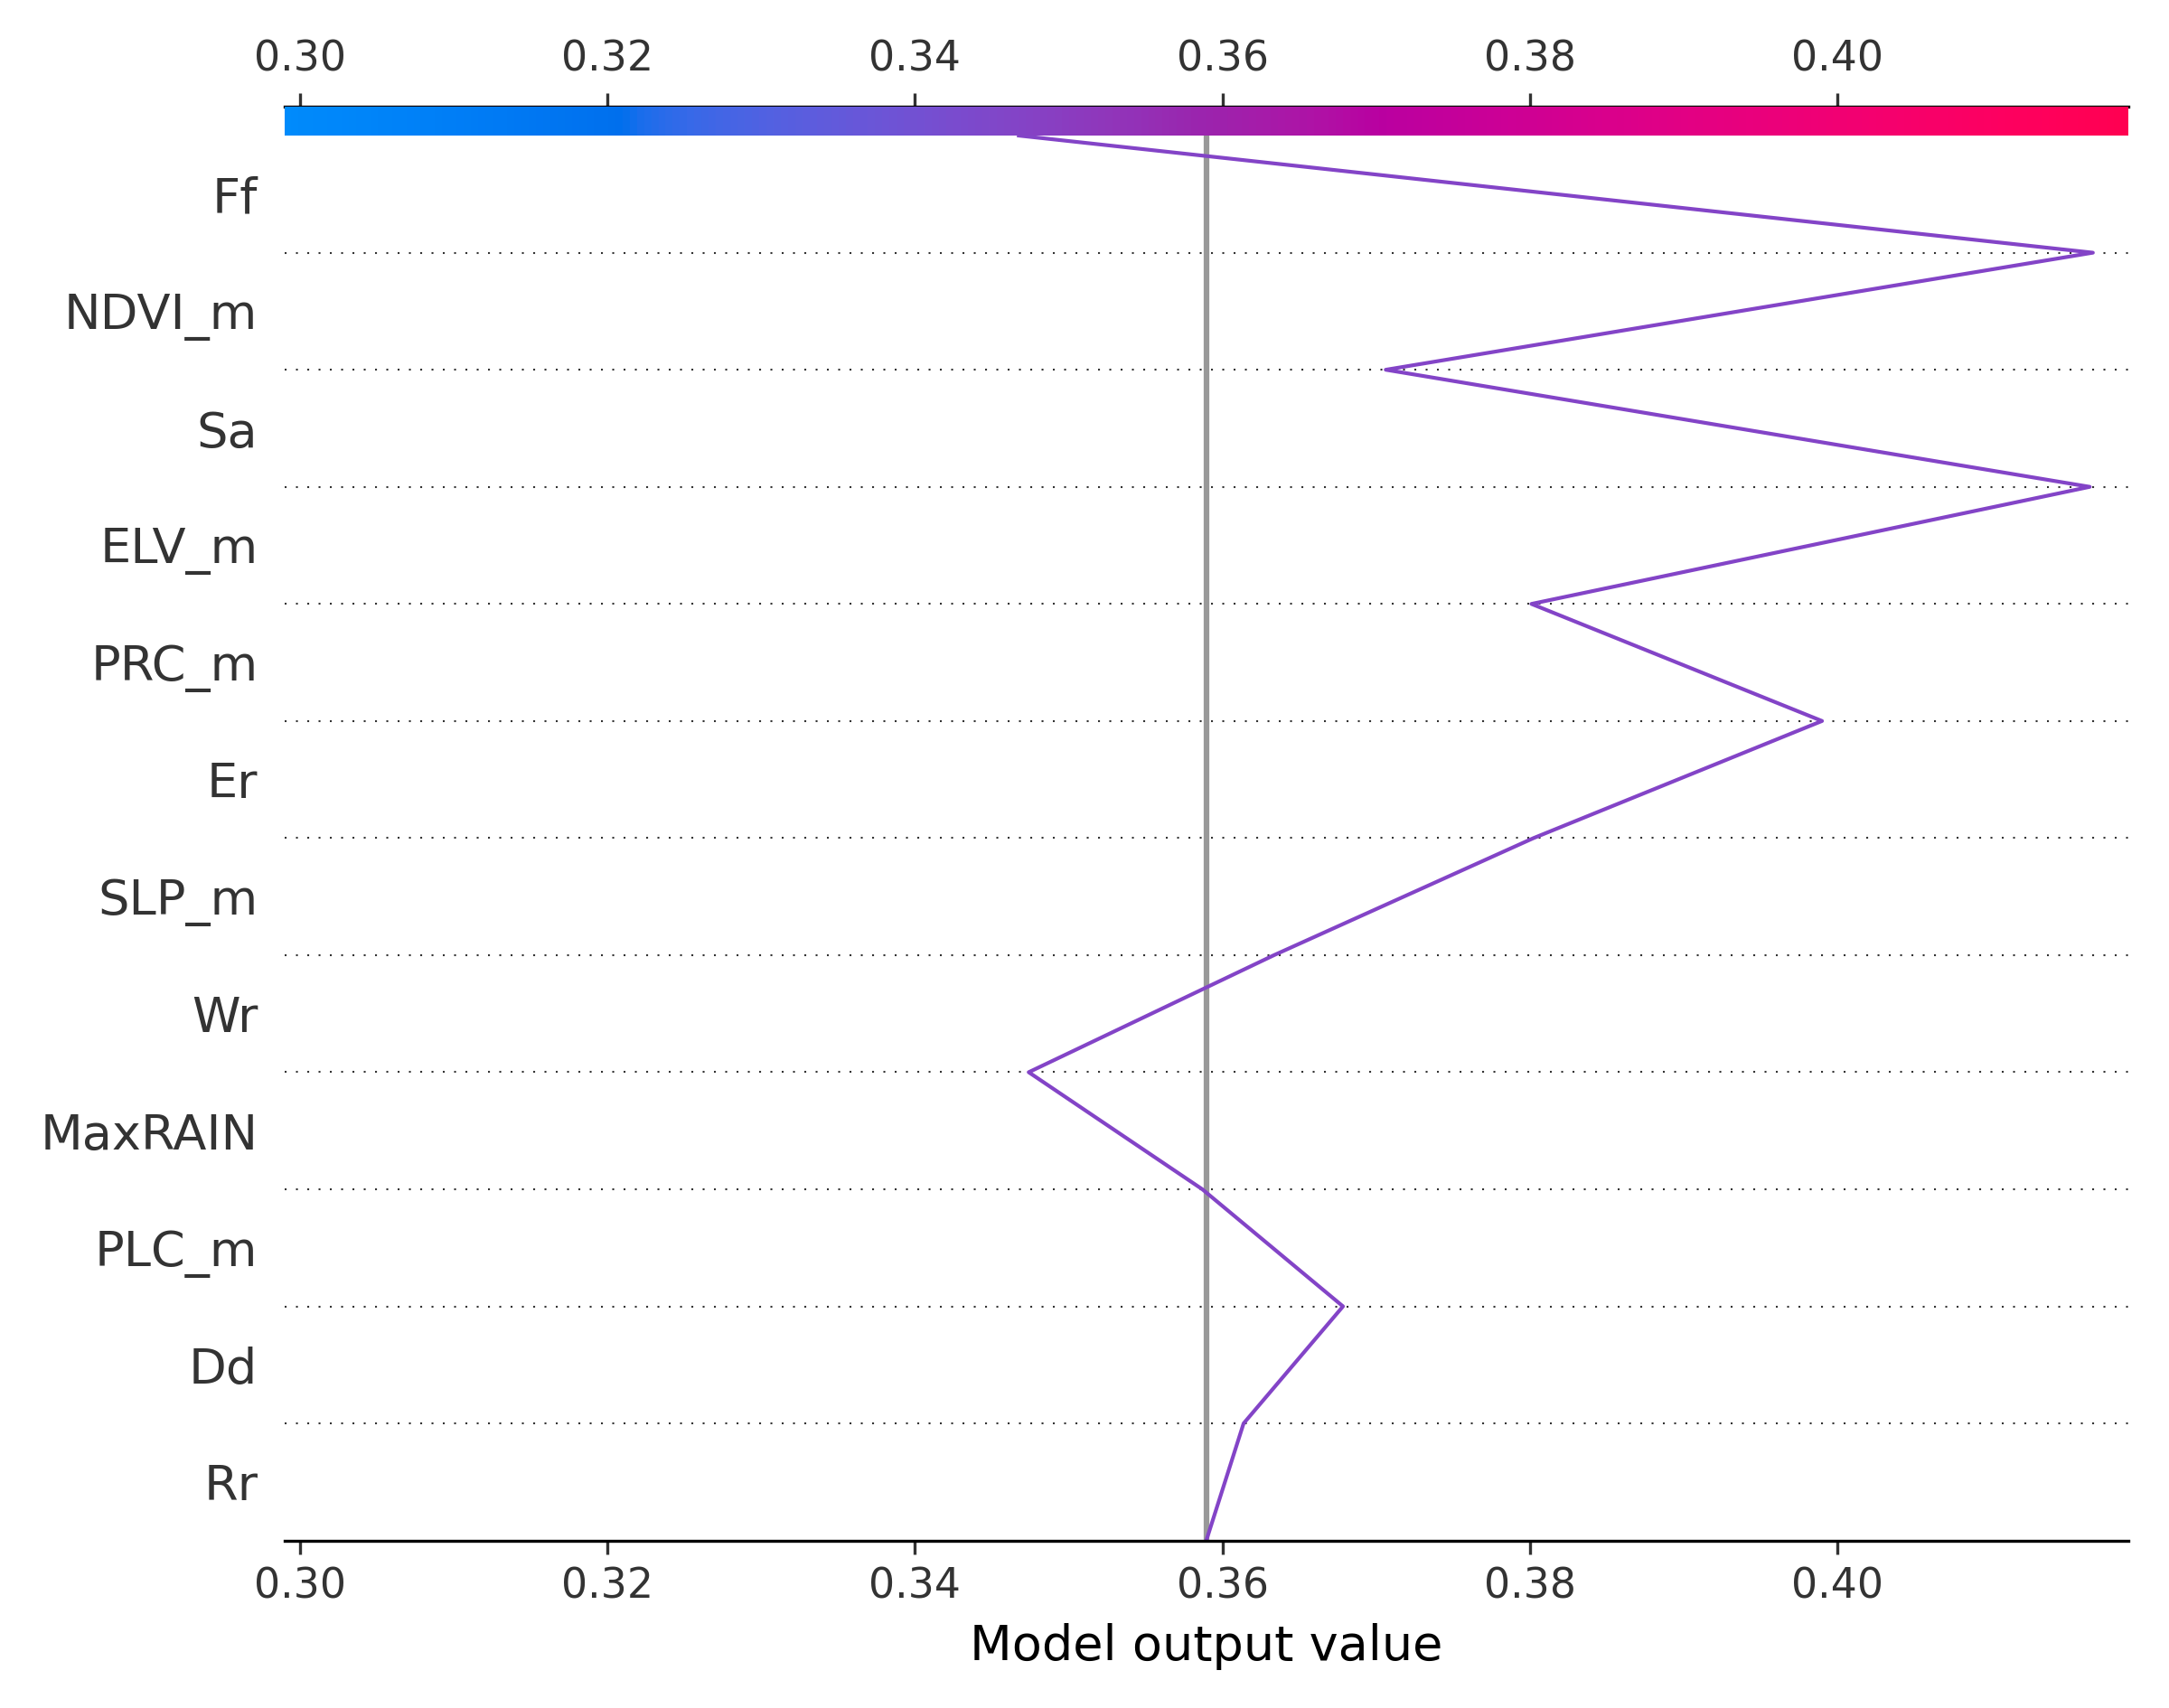 0.30 0.32 0.34 0.36 0.38 0.40
Ff
NDVI_m
Sa
ELV_m
PRC_m
Er
SLP_m
Wr
MaxRAIN
PLC_m
Dd
Rr
0.30 0.32 0.34 0.36 0.38 0.40
Model output value